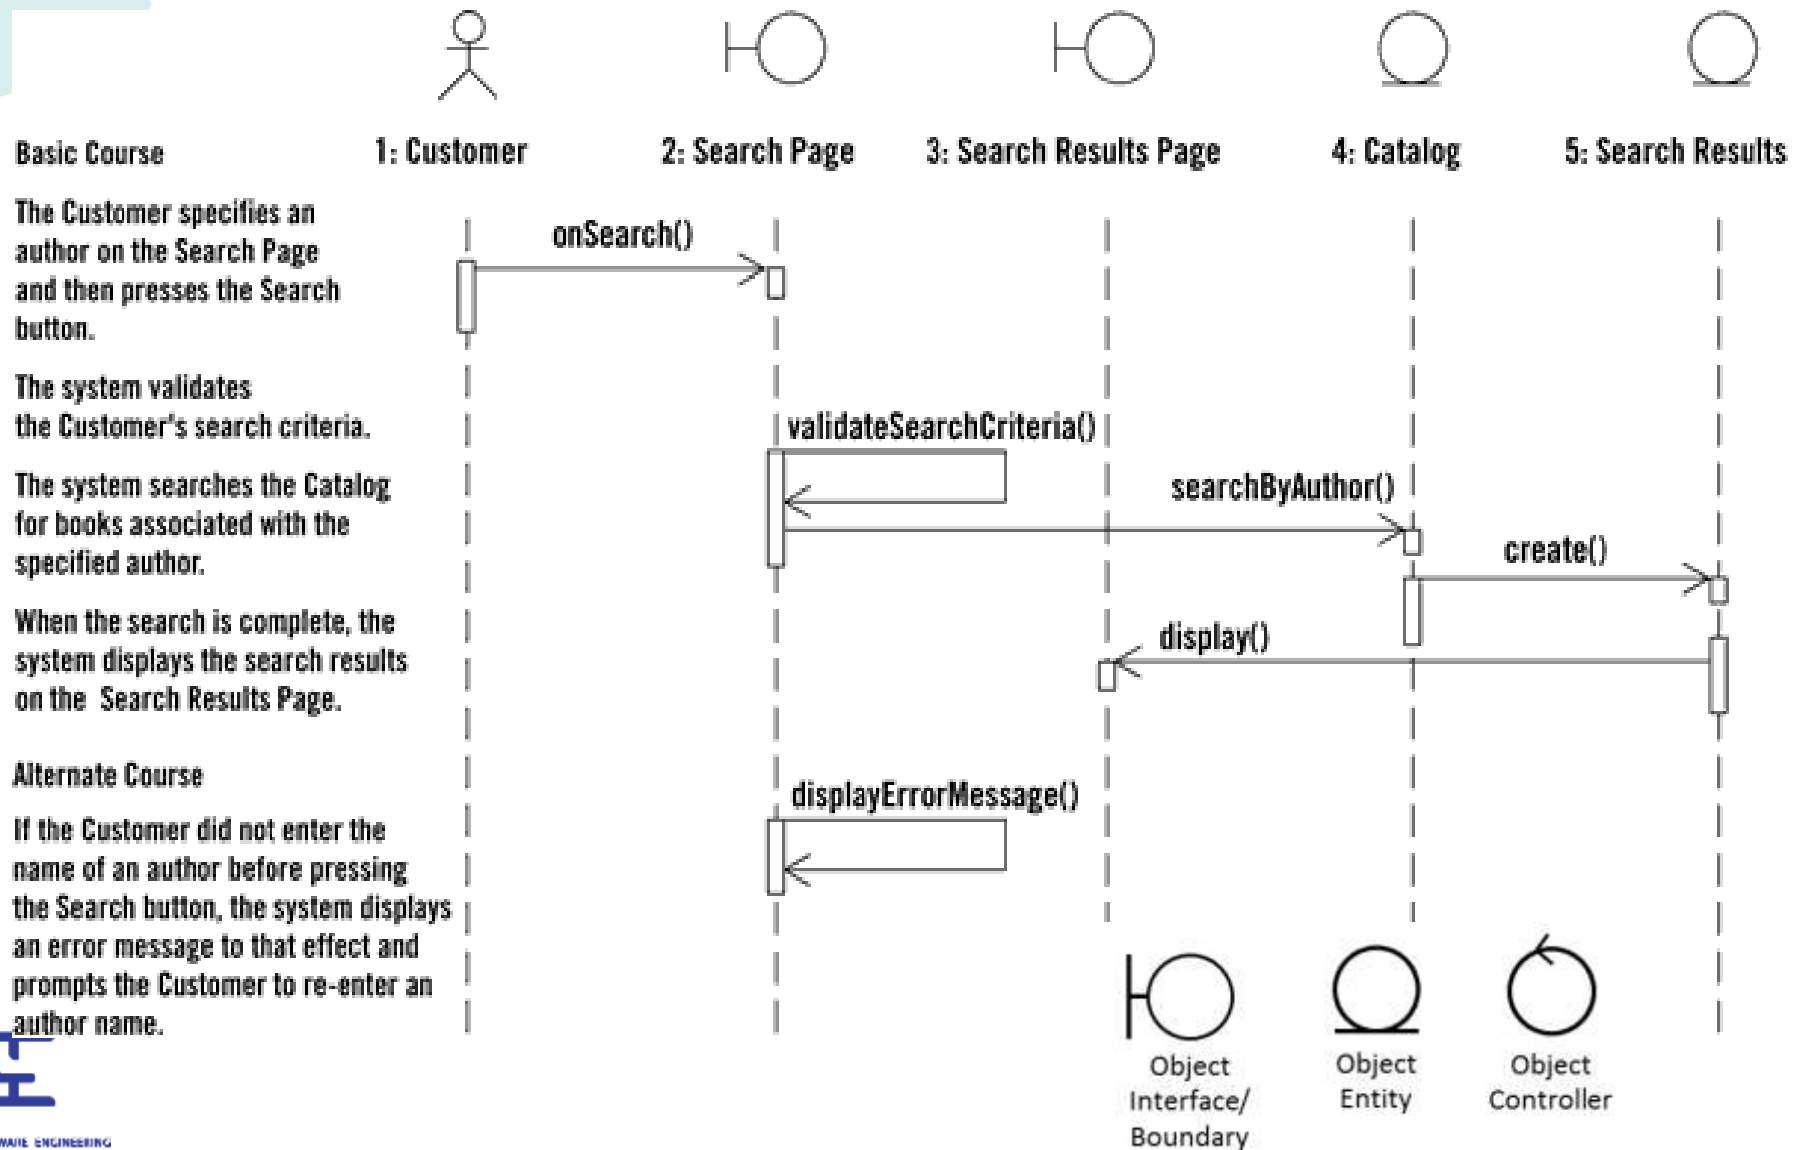 Basic Course
1: Customer
2: Search Page
3: Search Results Page
4: Catalog
5: Search Results
The Customer specifies an
author on the Search Page
and then presses the Search
button.
onSearch()
The system validates
the Customer's search criteria.
validateSearchCriteria()
The system searches the Catalog
for books associated with the
specified author.
searchByAuthor()
create()
When the search is complete, the
system displays the search results
on the Search Results Page.
display()
Alternate Course
displayErrorMessage()
If the Customer did not enter the
name of an author before pressing
the Search button, the system displays
an error message to that effect and
prompts the Customer to re-enter an
author name.
Object
Interface/
Boundary
Object
Entity
Object
Controller
ENGINEERING